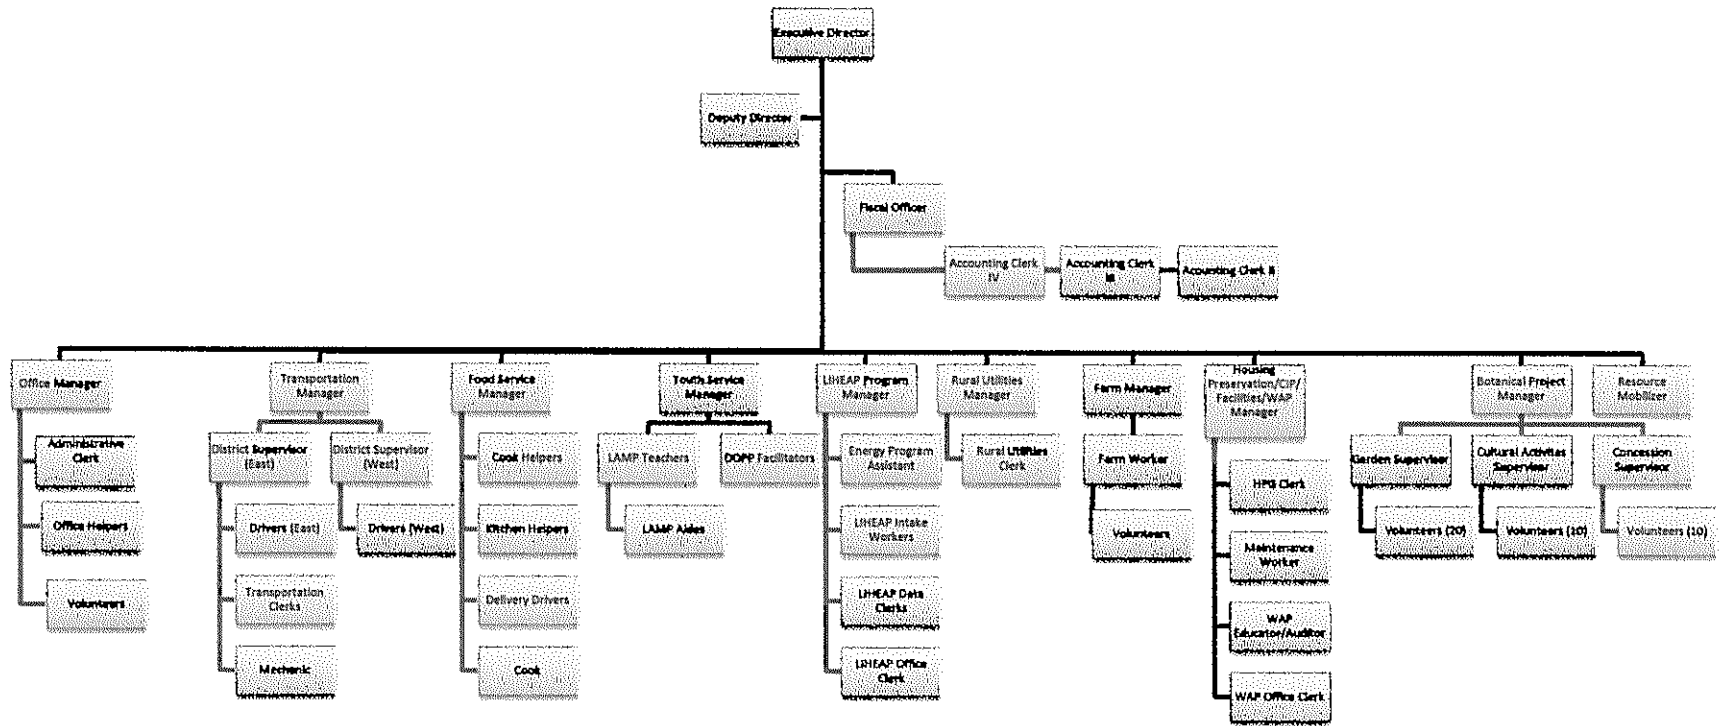 Executive Director
Deputy Director
Fiscal Officer
Accounting Clerk
IV
Accounting Clerk
III
Accounting Clerk II
Office Manager
Administrative
Clerk
Office Helpers
Volunteers
Transportation
Manager
District Supervisor
(East)
Drivers (East)
Transportation
Clerks
Mechanic
District Supervisor
(West)
Drivers (West)
Food Service
Manager
Cook Helpers
Kitchen Helpers
Delivery Drivers
Cook
Youth Service
Manager
LAMP Teachers
LAMP Aides
DOPP Facilitators
LIHEAP Program
Manager
Energy Program
Assistant
LIHEAP Intake
Workers
LIHEAP Data
Clerks
LIHEAP Office
Clerk
Rural Utilities
Manager
Rural Utilities
Clerk
Farm Manager
Farm Worker
Volunteers
Housing
Preservation/CIP/
Facilities/WAP
Manager
HPG Clerk
Maintenance
Worker
WAP
Educator/Auditor
WAP Office Clerk
Botanical Project
Manager
Garden Supervisor
Volunteers (20)
Cultural Activities
Supervisor
Volunteers (10)
Concession
Supervisor
Volunteers (10)
Resource
Mobilizer